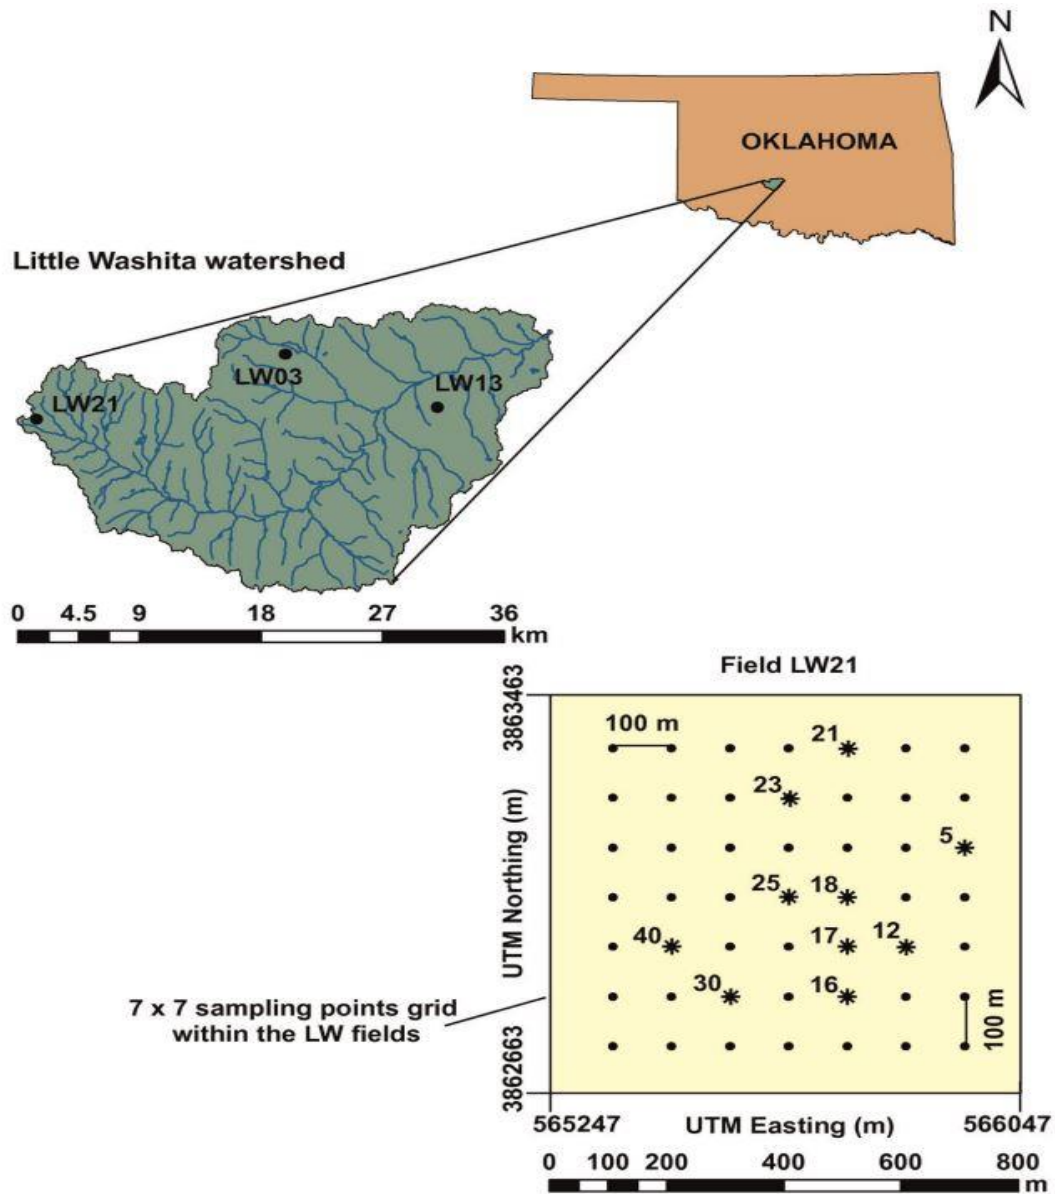 N
OKLAHOMA
Little Washita watershed
LW03
LW13
LW21
0 4.5 9 18 27 36
km
Field LW21
3863463
100 m
21
23
5
25 18
40 17 12
30 16
UTM Northing (m)
7 x 7 sampling points grid
within the LW fields
100 m
3862663
565247 UTM Easting (m) 566047
0 100 200 400 600 800
m